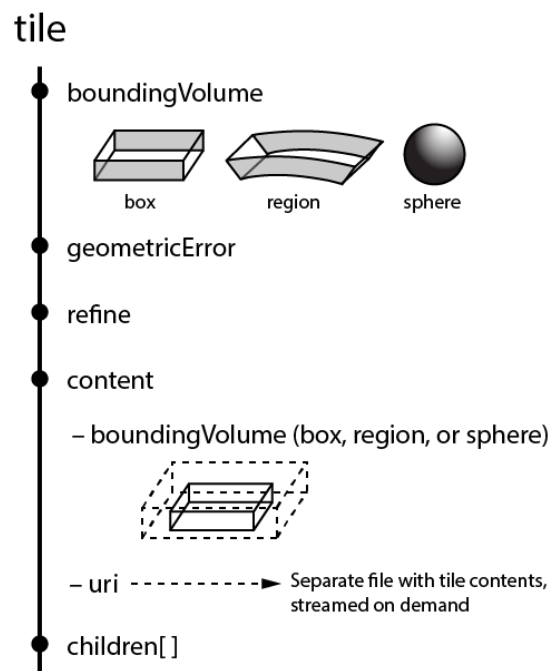 tile
boundingVolume
box region sphere
geometricError
refine
content
– boundingVolume (box, region, or sphere)
– uri Separate file with tile contents,
streamed on demand
children[ ]